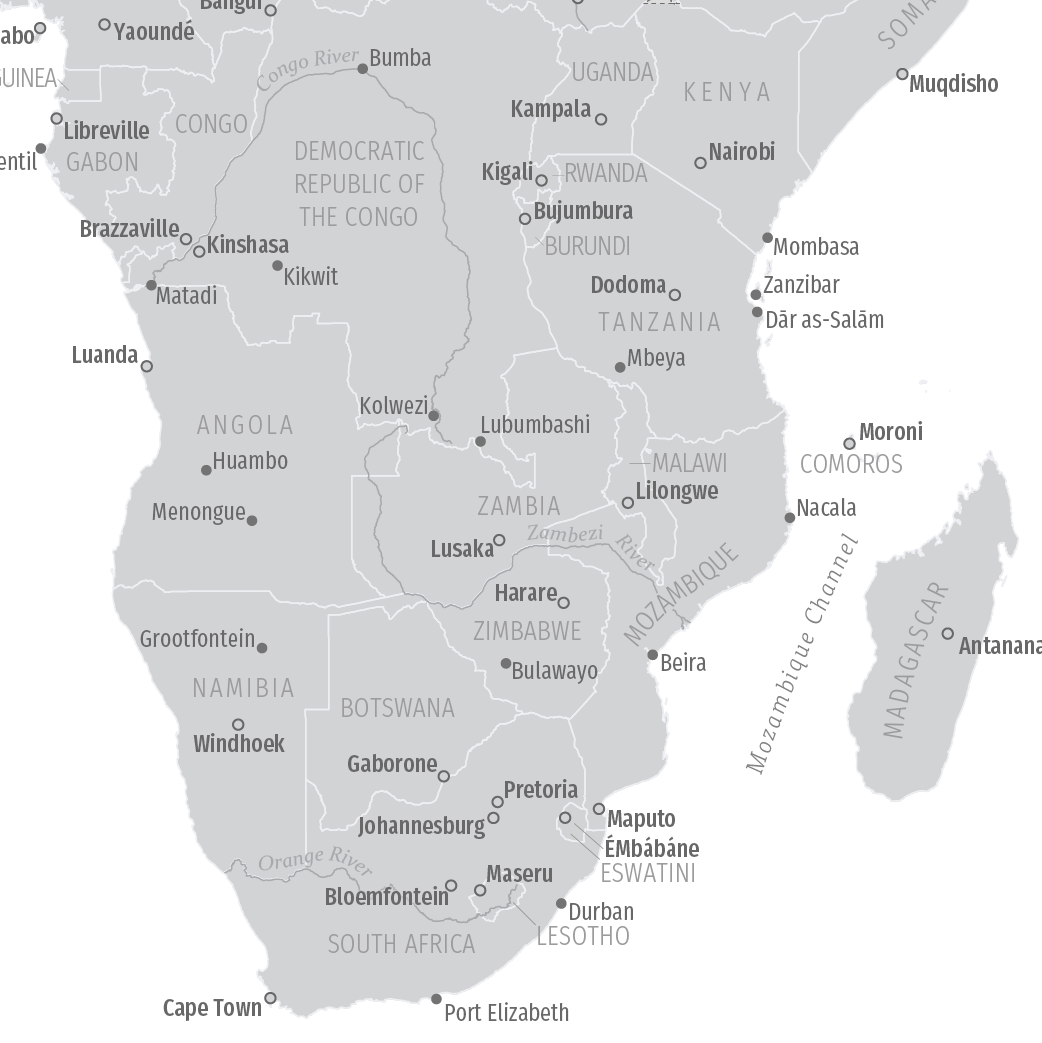 Bangui
abo
Yaoundé
Bumba
Congo River
SOMA
UGANDA
GUINEA
KENYA
Muqdisho
Kampala
Libreville
CONGO
Nairobi
DEMOCRATIC
REPUBLIC OF
THE CONGO
entil
GABON
Kigali
RWANDA
Bujumbura
Brazzaville
Kinshasa
BURUNDI
Mombasa
Kikwit
Dodoma
Zanzibar
Matadi
TANZANIA
Dār as-Salām
Luanda
Mbeya
Kolwezi
Lubumbashi
ANGOLA
Moroni
Huambo
MALAWI
COMOROS
Lilongwe
Menongue
ZAMBIA
Nacala
Zambezi
River
Lusaka
MOZAMBIQUE
Harare
Mozambique Channel
MADAGASCAR
Grootfontein
ZIMBABWE
Antanana
Beira
Bulawayo
NAMIBIA
BOTSWANA
Windhoek
Gaborone
Pretoria
Johannesburg
Maputo
ÉMbábáne
Orange River
Maseru
ESWATINI
Bloemfontein
Durban
LESOTHO
SOUTH AFRICA
Cape Town
Port Elizabeth